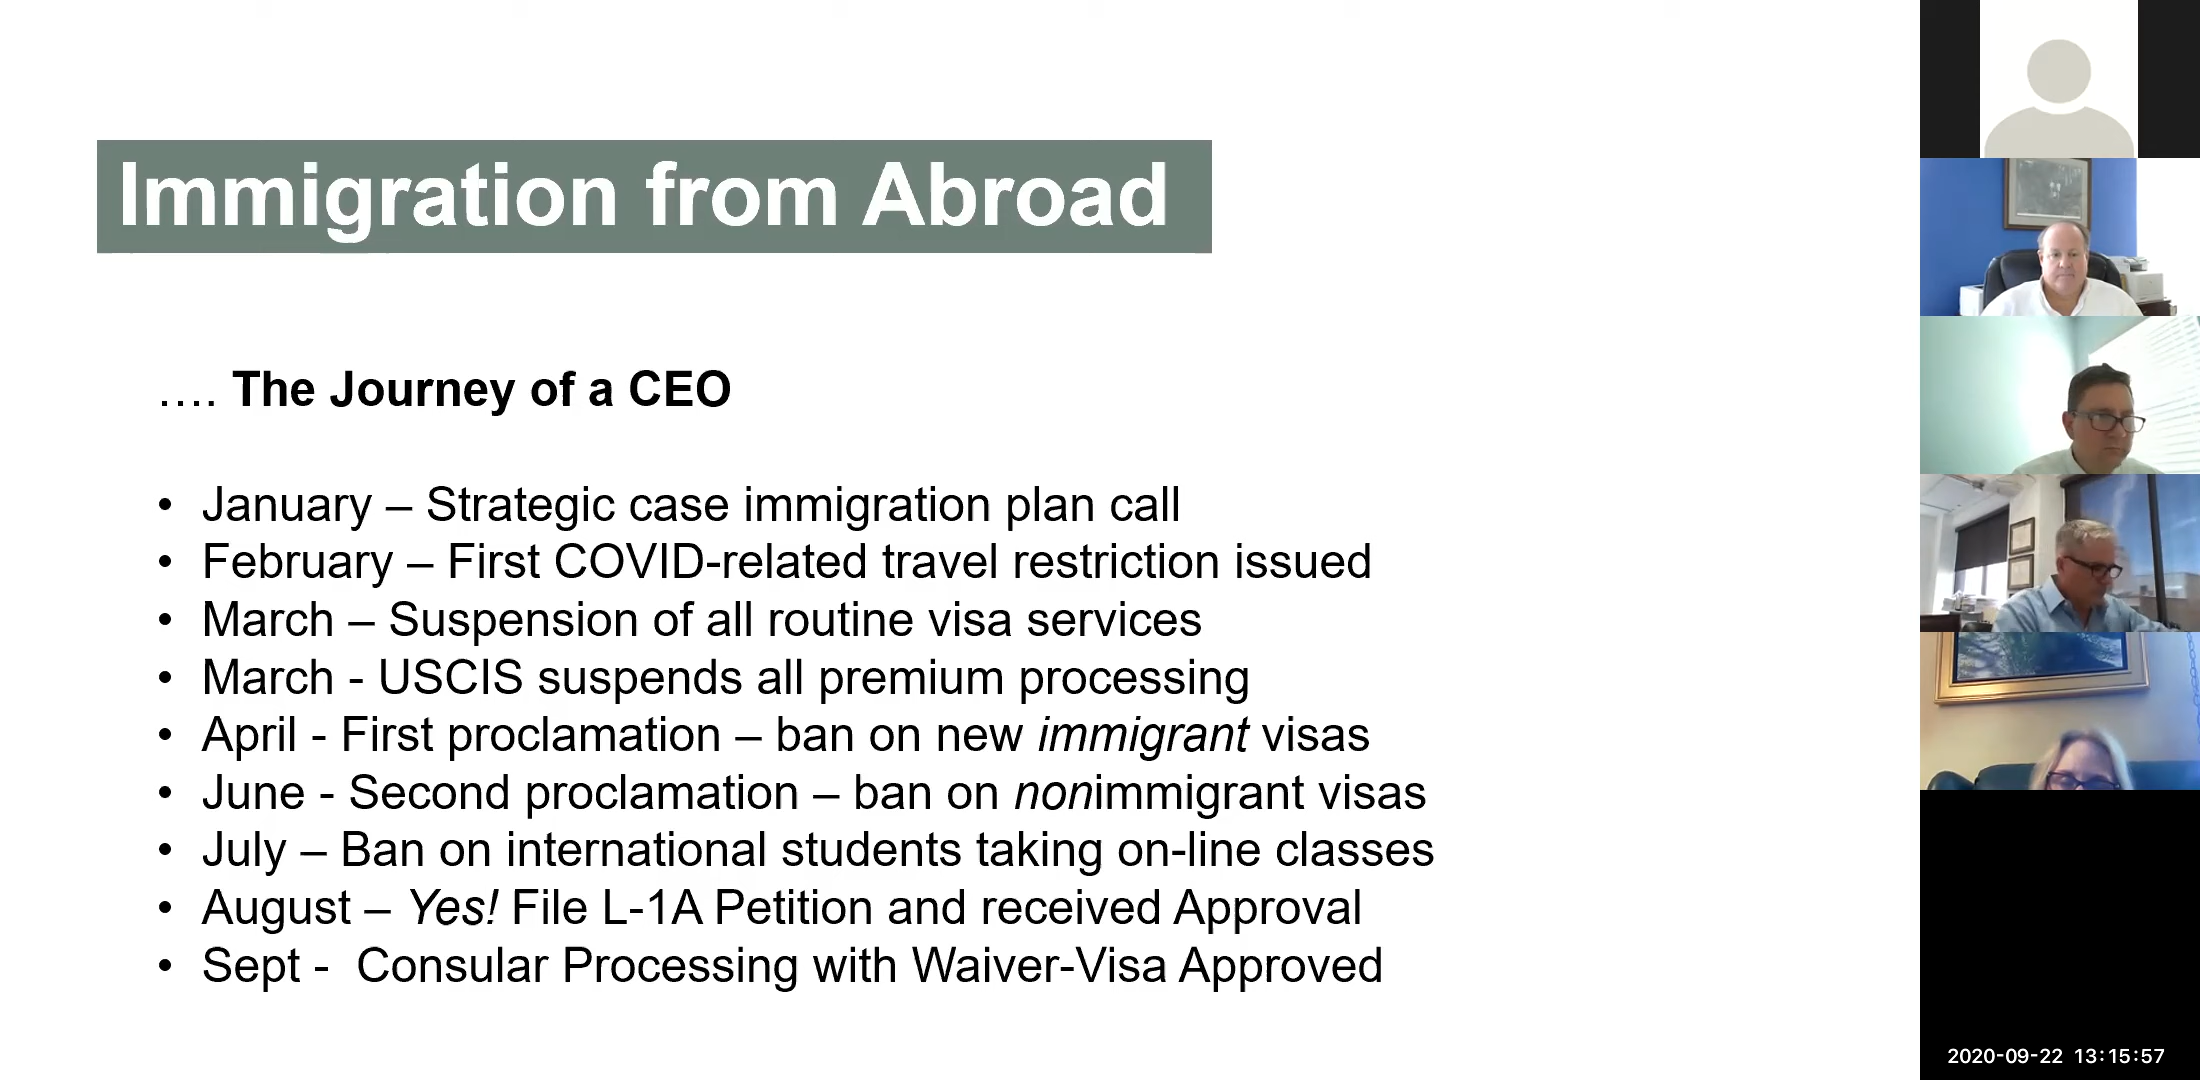 Immigration from Abroad
…. The Journey of a CEO
• January – Strategic case immigration plan call
• February – First COVID-related travel restriction issued
• March – Suspension of all routine visa services
• March - USCIS suspends all premium processing
• April - First proclamation – ban on new immigrant visas
• June - Second proclamation – ban on nonimmigrant visas
• July – Ban on international students taking on-line classes
• August – Yes! File L-1A Petition and received Approval
• Sept -  Consular Processing with Waiver-Visa Approved
2020-09-22 13:15:57